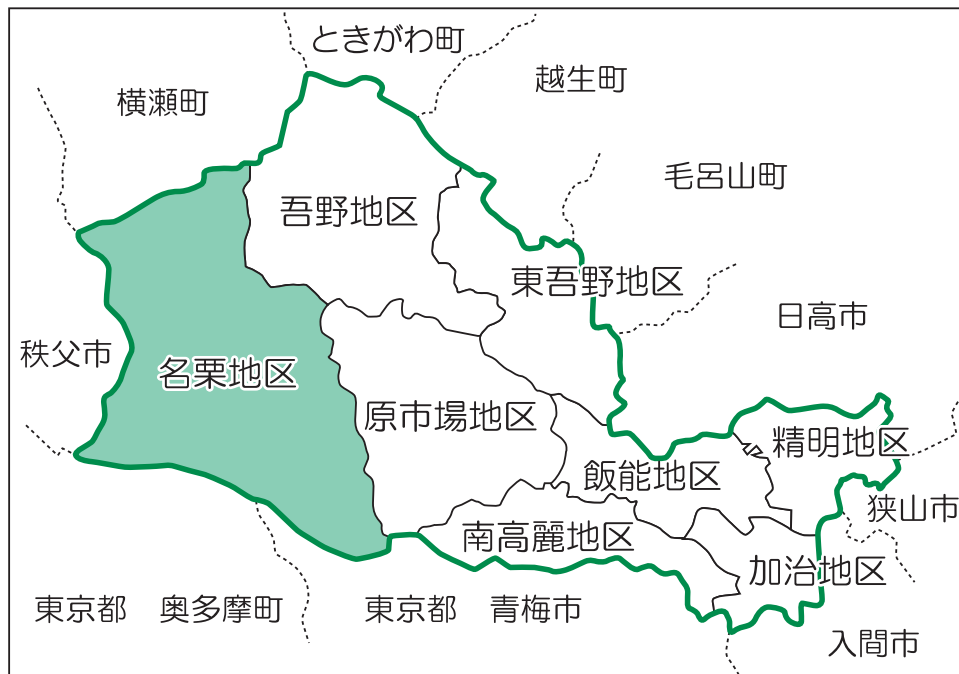 ときがわ町
越生町
横瀬町
毛呂山町
吾野地区
東吾野地区
日高市
秩父市
名栗地区
原市場地区
精明地区
飯能地区
狭山市
南高麗地区
加治地区
東京都 奥多摩町
東京都 青梅市
入間市